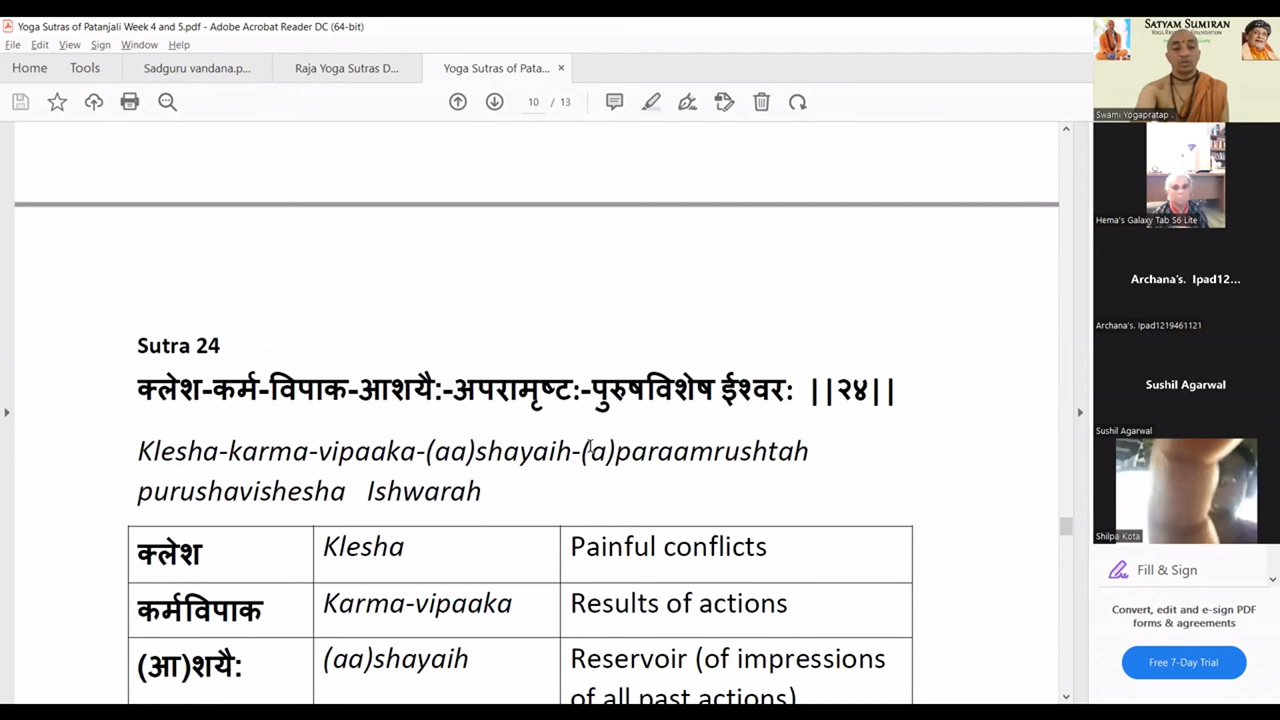 Yoga Sutras of Patanjali Week 4 and 5.pdf - Adobe Acrobat Reader DC (64-bit)
File Edit View Sign Window Help
Home Tools Sadguru vandana.p... Raja Yoga Sutras D... Yoga Sutras of Pata... ×
10 / 13
Sutra 24
क्लेश-कर्म-विपाक-आशयै:-अपरामृष्ट:-पुरुषविशेष ईश्वर: ||२४||
Klesha-karma-vipaaka-(aa)shayaih-(a)paraamrushtah
purushavishesha Ishwarah
क्लेश Klesha Painful conflicts
कर्मविपाक Karma-vipaaka Results of actions
(आ)शयै: (aa)shayaih Reservoir (of impressions
of all past actions)
SATYAM SUMIRAN
Swami Yogapratap .
Hema's Galaxy Tab S6 Lite
Archana's. Ipad12...
Archana's. Ipad1219461121
Sushil Agarwal
Sushil Agarwal
Shilpa Kota
Fill & Sign
Convert, edit and e-sign PDF
forms & agreements
Free 7-Day Trial